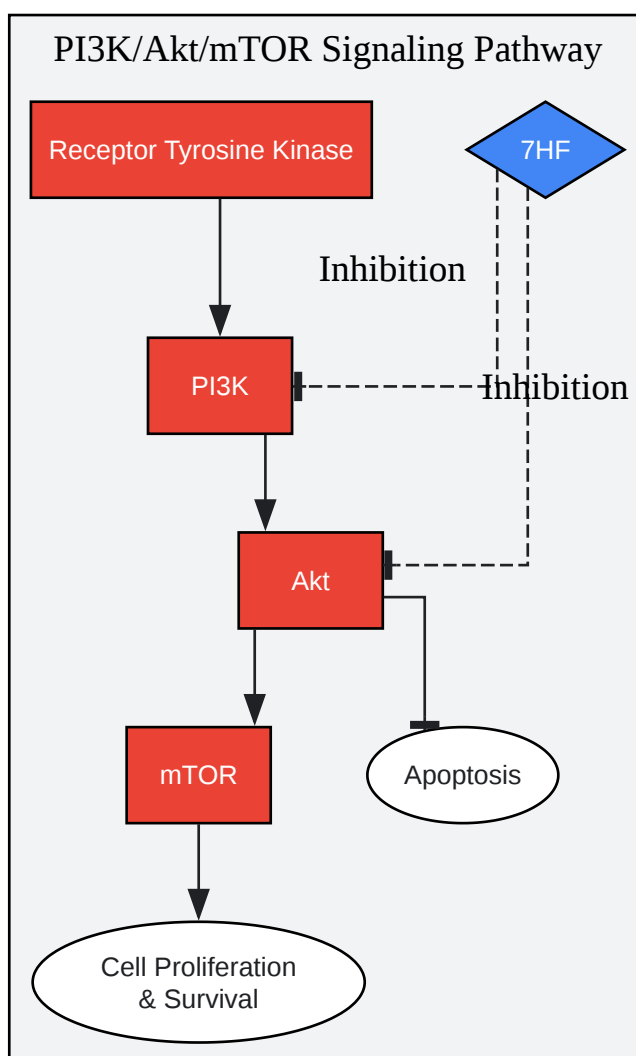 PI3K/Akt/mTOR Signaling Pathway
Receptor Tyrosine Kinase
7HF
Inhibition
PI3K
Inhibition
Akt
mTOR
Apoptosis
Cell Proliferation
& Survival